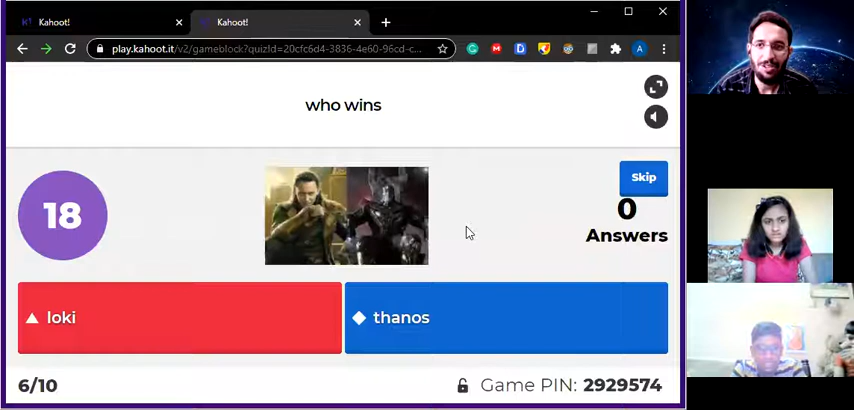 Kahoot!
Kahoot!
play.kahoot.it/v2/gameblock?quizId=20cfc6d4-3836-4e60-96cd-c...
A
who wins
18
Skip
0
Answers
loki
thanos
6/10
Game PIN: 2929574